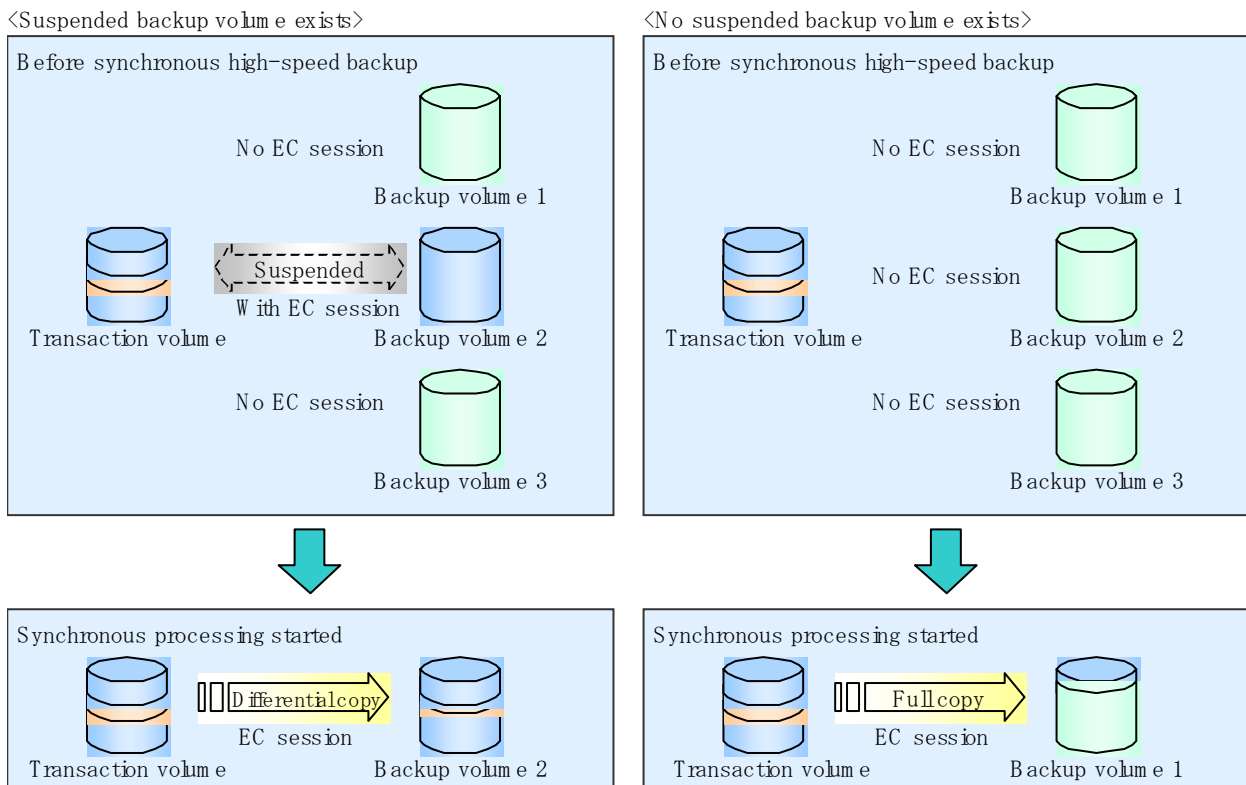 <Suspended backup volume exists>
Before synchronous high-speed backup
No EC session
Backup volume 1
Suspended
With EC session
Transaction volume
Backup volume 2
No EC session
Backup volume 3
Synchronous processing started
Differential copy
EC session
Transaction volume
Backup volume 2
<No suspended backup volume exists>
Before synchronous high-speed backup
No EC session
Backup volume 1
No EC session
Transaction volume
Backup volume 2
No EC session
Backup volume 3
Synchronous processing started
Full copy
EC session
Transaction volume
Backup volume 1